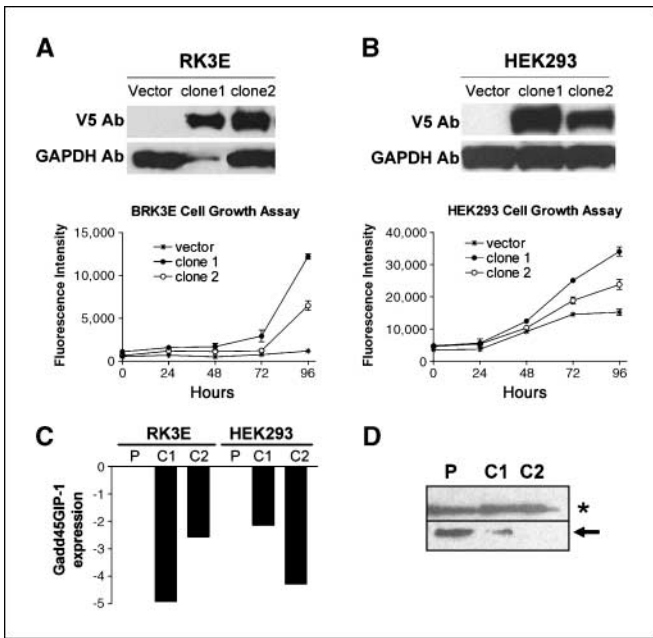 A
RK3E
Vector clone1 clone2
V5 Ab
GAPDH Ab
BRK3E Cell Growth Assay
Fluorescence Intensity
15,000
10,000
5,000
0
vector
clone 1
clone 2
0 24 48 72 96
Hours
B
HEK293
Vector clone1 clone2
V5 Ab
GAPDH Ab
HEK293 Cell Growth Assay
Fluorescence Intensity
40,000
30,000
20,000
10,000
0
vector
clone 1
clone 2
0 24 48 72 96
Hours
C
RK3E HEK293
P C1 C2 P C1 C2
Gadd45GIP-1
expression
0
-1
-2
-3
-4
-5
D
P C1 C2
*